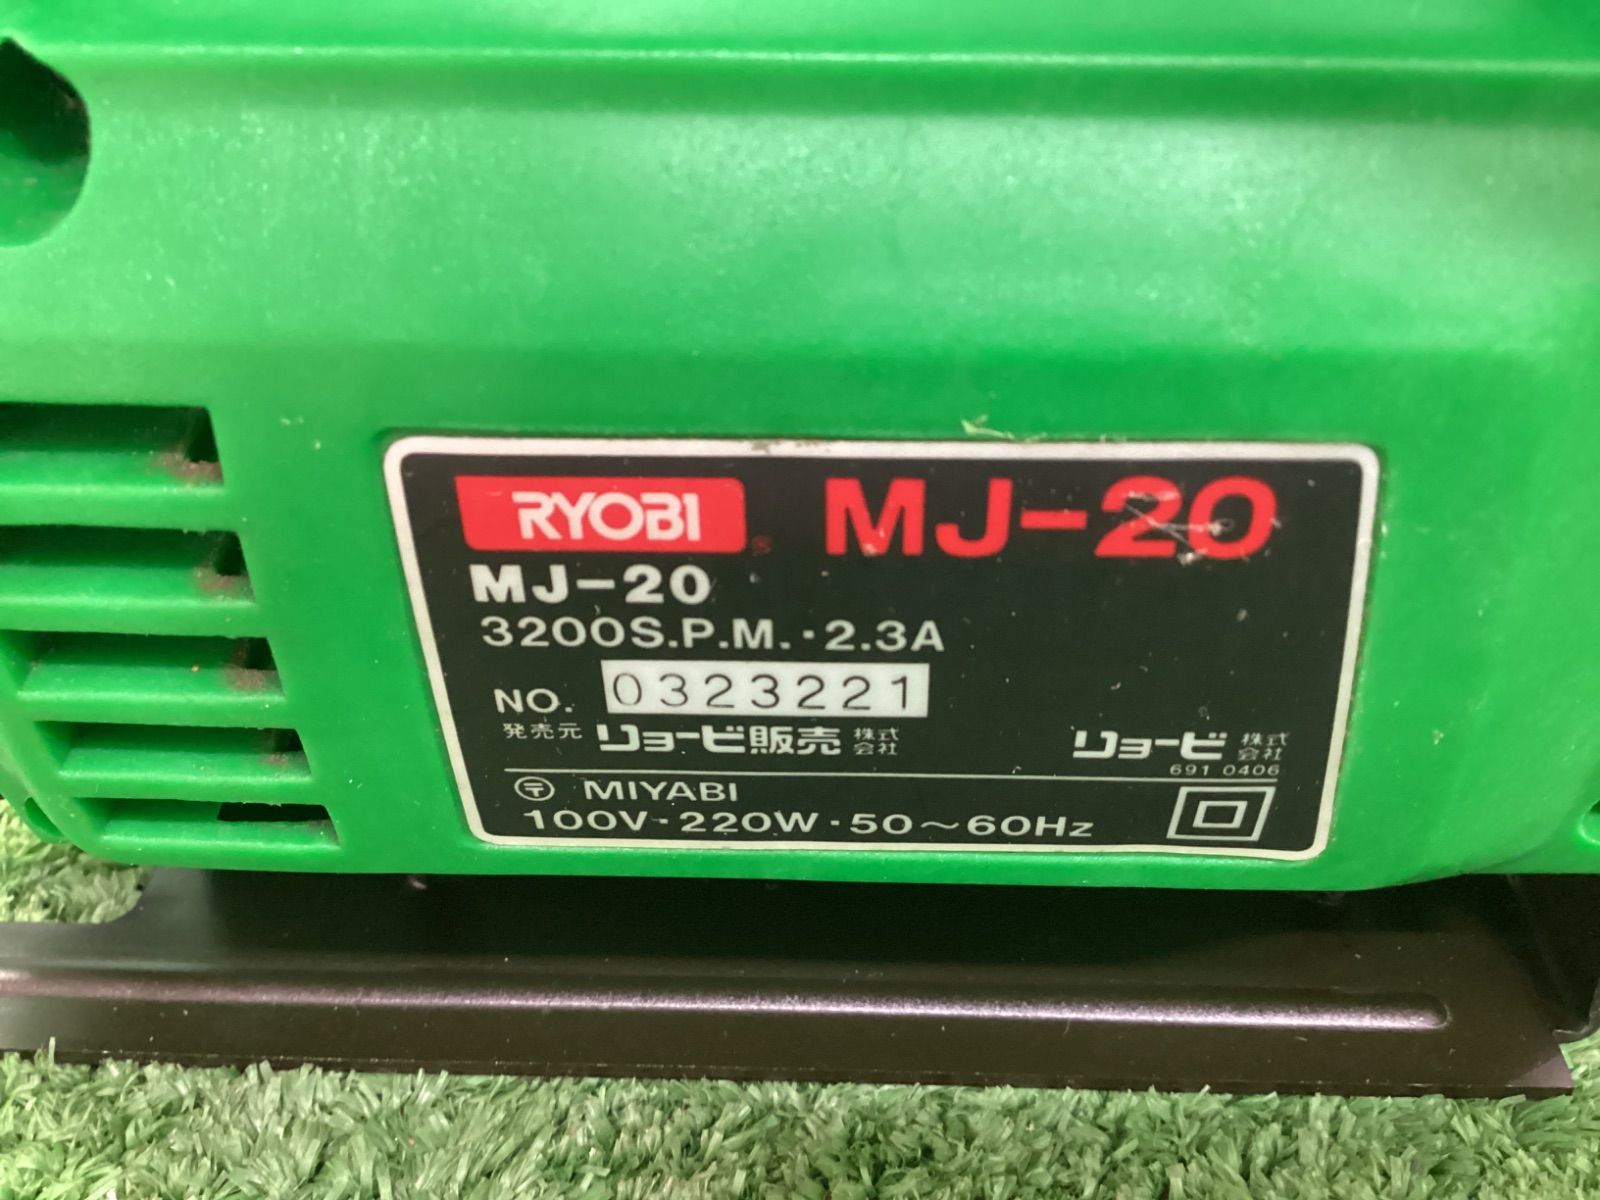 RYOBI® MJ-20
MJ-20
3200S.P.M.・2.3A
NO. 0323221
発売元 リョービ販売 株式会社 リョービ 株式会社
691 0406
〶 MIYABI
100V・220W・50～60Hz